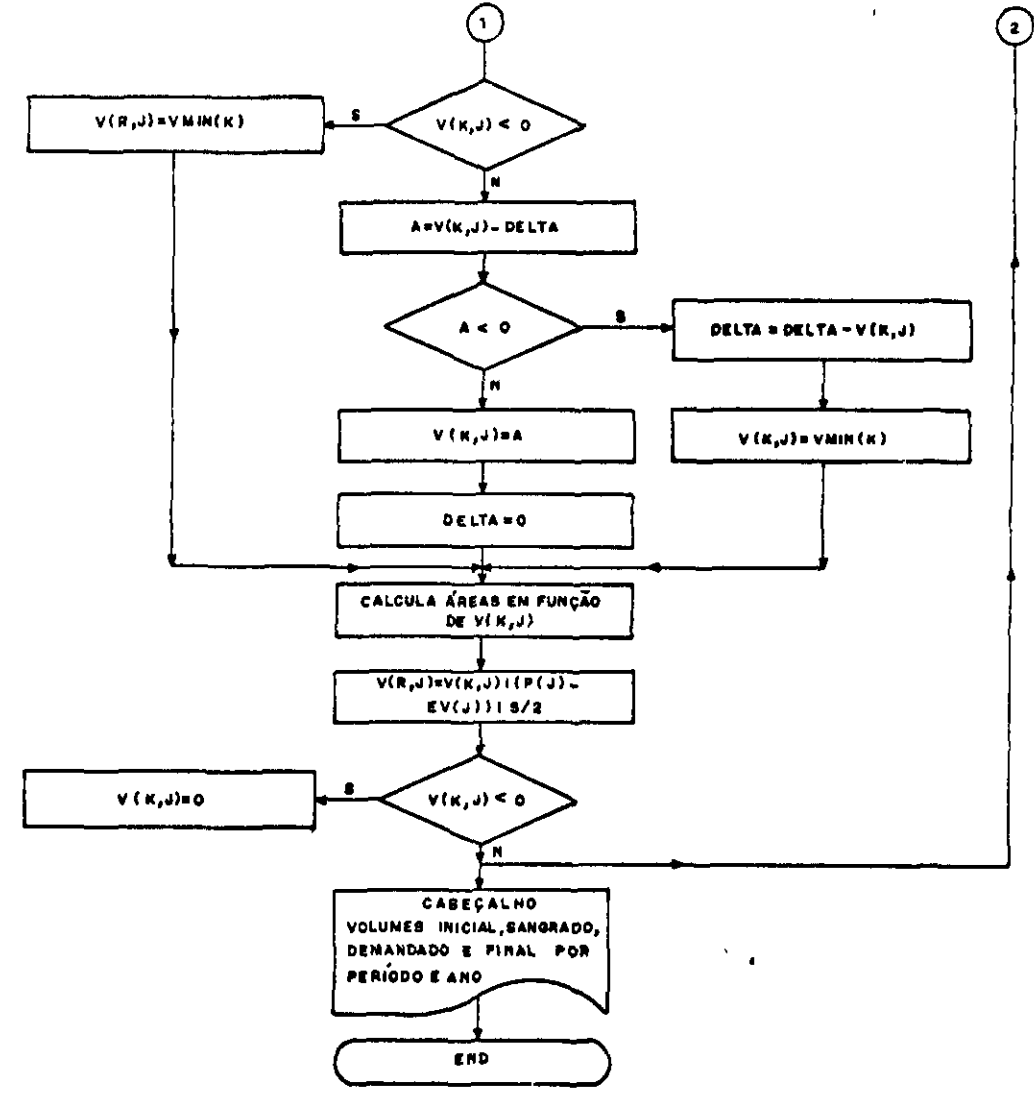 1
2
V(K,J) < 0
S
V(R,J)=VMIN(K)
N
A=V(K,J)-DELTA
A < 0
S
DELTA = DELTA - V(K,J)
N
V(K,J)=A
V(K,J)=VMIN(K)
DELTA=0
CALCULA ÁREAS EM FUNÇÃO
DE V(K,J)
V(R,J)=V(K,J)I(P(J)-
EV(J))I S/2
V(K,J) < 0
S
V(K,J)=0
N
CABEÇALHO
VOLUMES INICIAL, SANGRADO,
DEMANDADO E FINAL POR
PERÍODO E ANO
END